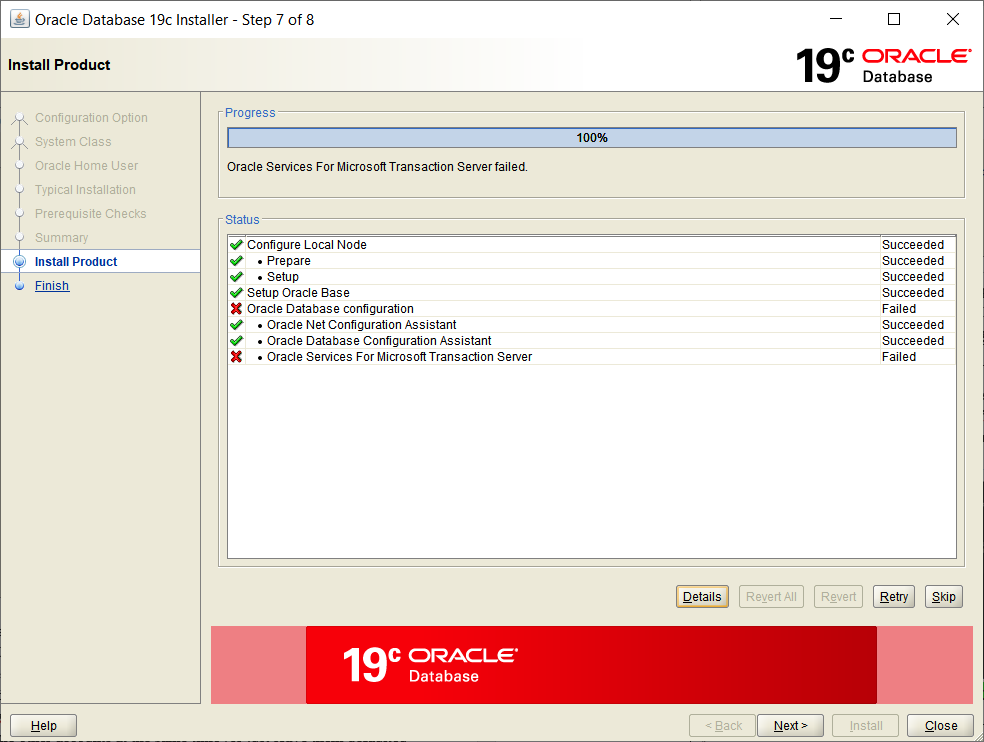 Oracle Database 19c Installer - Step 7 of 8
Install Product
19c ORACLE
Database
Configuration Option
System Class
Oracle Home User
Typical Installation
Prerequisite Checks
Summary
Install Product
Finish
Progress
100%
Oracle Services For Microsoft Transaction Server failed.
Status
Configure Local Node Succeeded
• Prepare Succeeded
• Setup Succeeded
Setup Oracle Base Succeeded
Oracle Database configuration Failed
• Oracle Net Configuration Assistant Succeeded
• Oracle Database Configuration Assistant Succeeded
• Oracle Services For Microsoft Transaction Server Failed
Details Revert All Revert Retry Skip
19c ORACLE
Database
Help < Back Next > Install Close